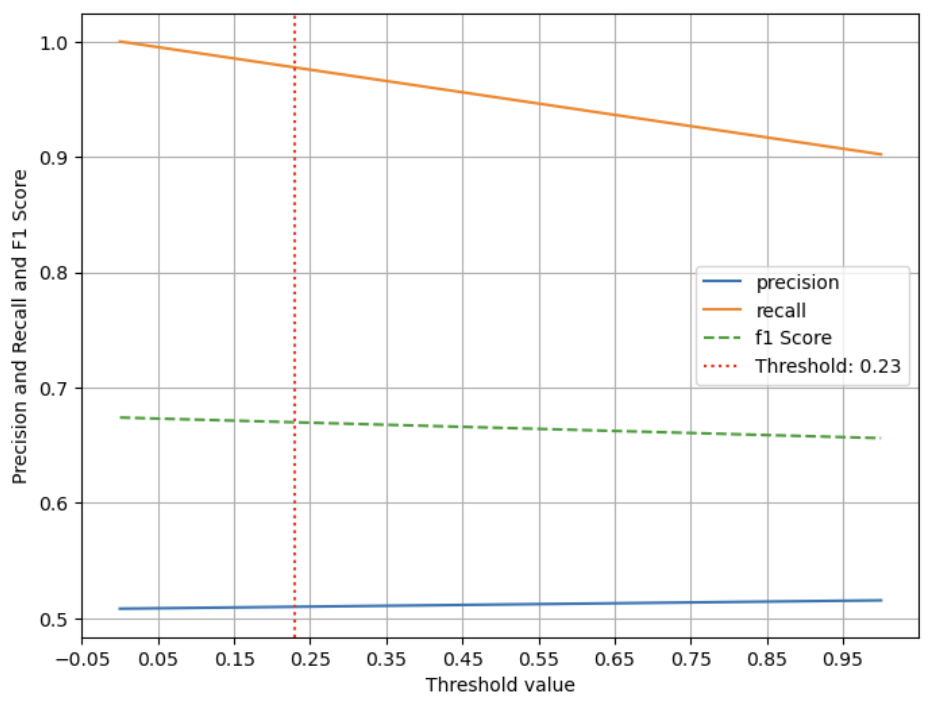 Precision and Recall and F1 Score
1.0
0.9
0.8
0.7
0.6
0.5
precision
recall
f1 Score
Threshold: 0.23
−0.05 0.05 0.15 0.25 0.35 0.45 0.55 0.65 0.75 0.85 0.95
Threshold value